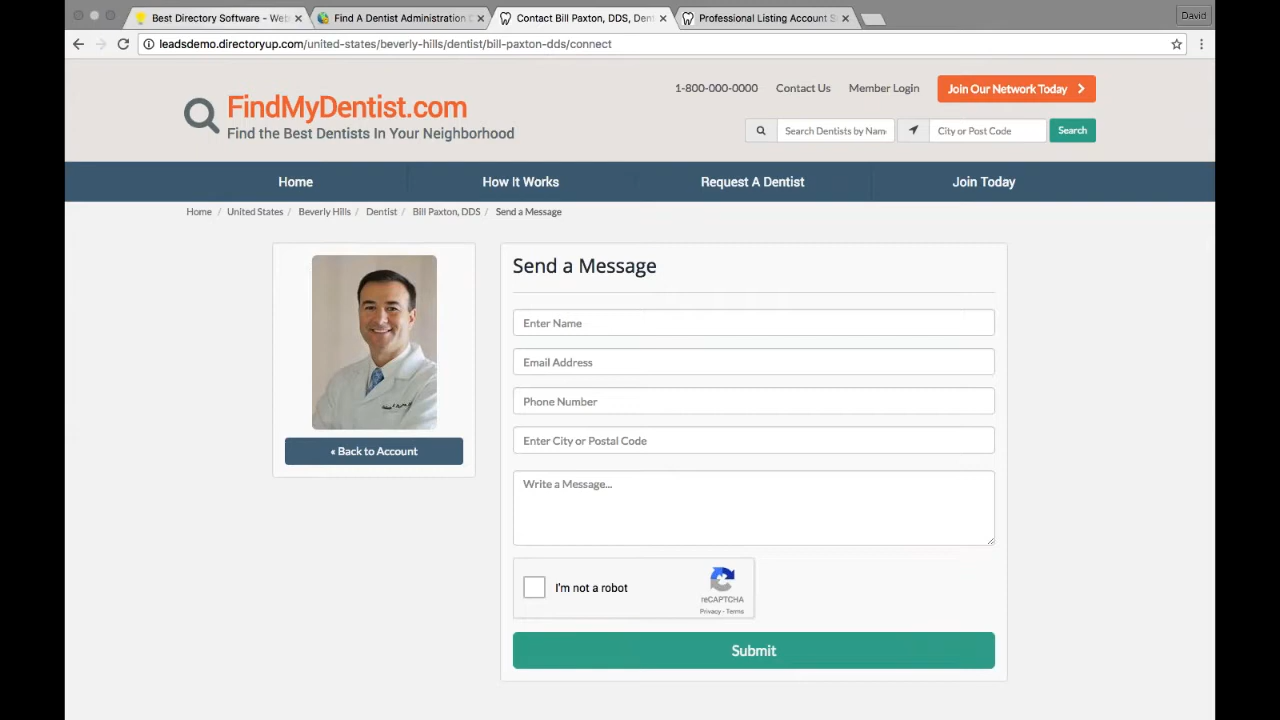 Best Directory Software - Web
Find A Dentist Administration C
Contact Bill Paxton, DDS, Dent
Professional Listing Account S
David
leadsdemo.directoryup.com/united-states/beverly-hills/dentist/bill-paxton-dds/connect
FindMyDentist.com
Find the Best Dentists In Your Neighborhood
1-800-000-0000 Contact Us Member Login Join Our Network Today
Search Dentists by Name City or Post Code Search
Home How It Works Request A Dentist Join Today
Home / United States / Beverly Hills / Dentist / Bill Paxton, DDS / Send a Message
« Back to Account
Send a Message
Enter Name
Email Address
Phone Number
Enter City or Postal Code
Write a Message...
I'm not a robot
reCAPTCHA
Privacy - Terms
Submit